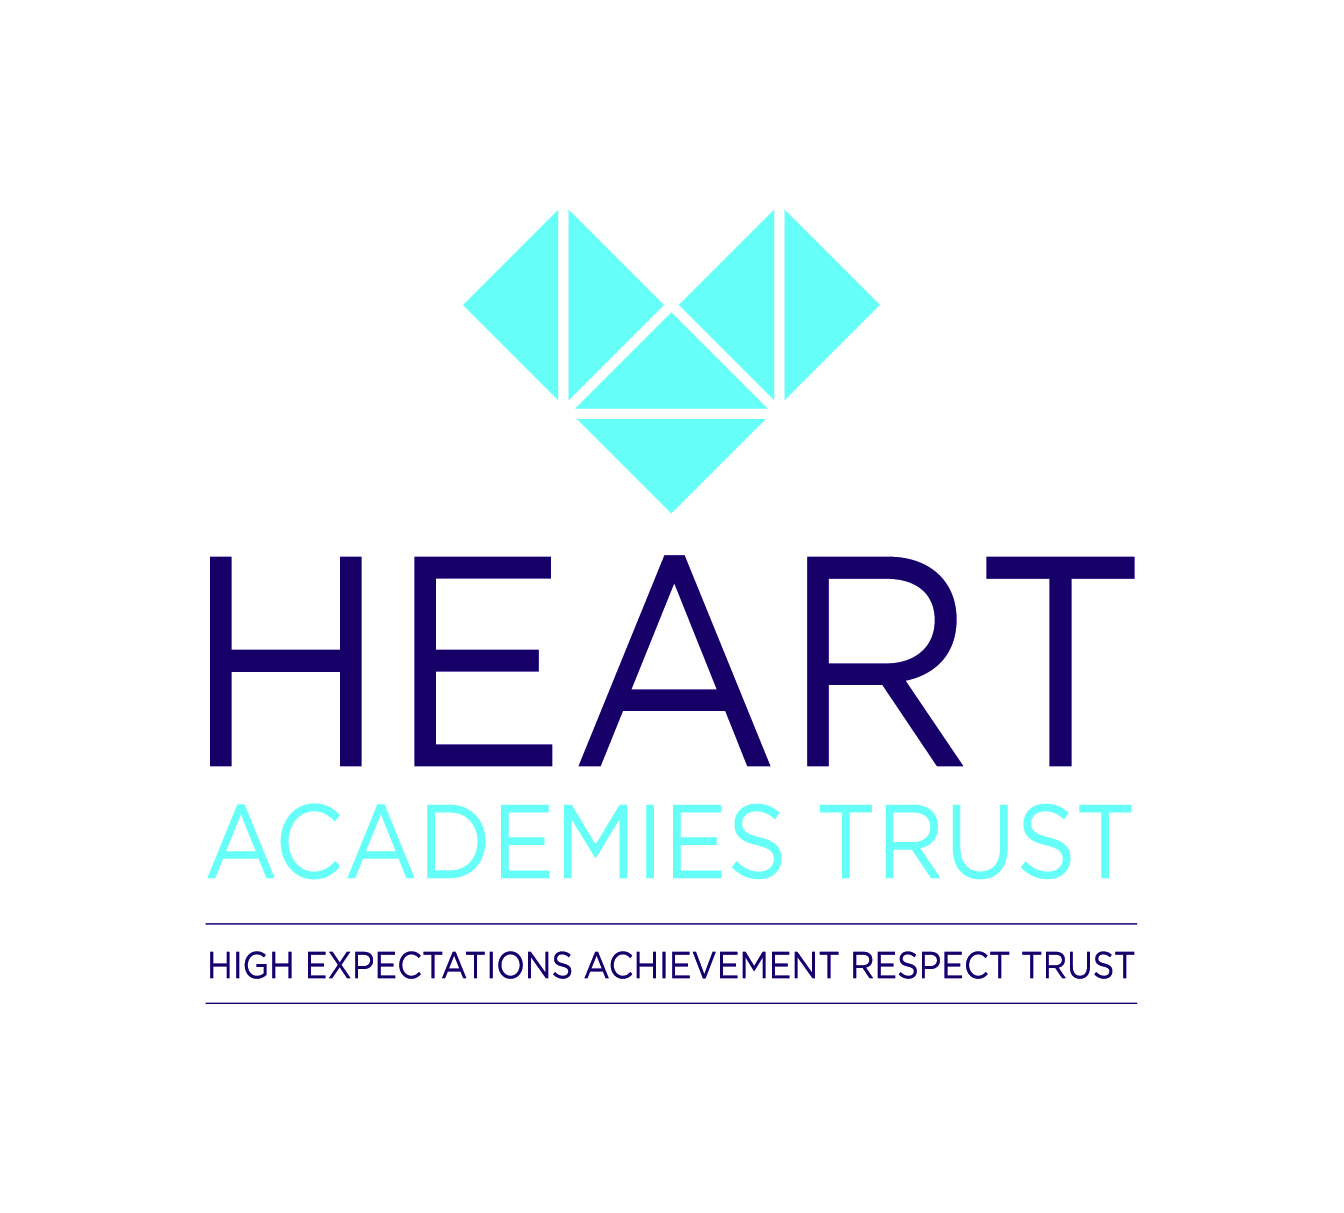 HEART
ACADEMIES TRUST
HIGH EXPECTATIONS ACHIEVEMENT RESPECT TRUST